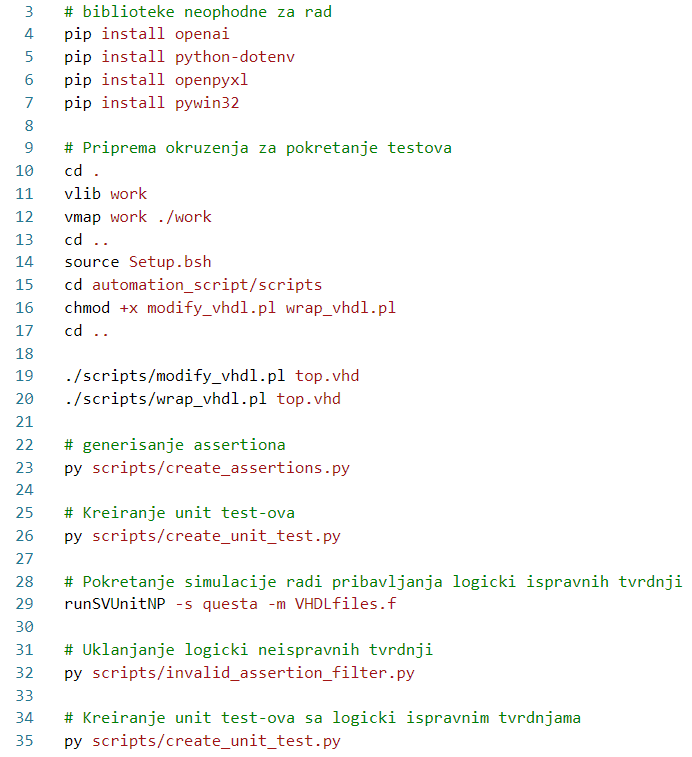 3 # biblioteke neophodne za rad
4 pip install openai
5 pip install python-dotenv
6 pip install openpyxl
7 pip install pywin32
8
9 # Priprema okruzenja za pokretanje testova
10 cd .
11 vlib work
12 vmap work ./work
13 cd ..
14 source Setup.bsh
15 cd automation_script/scripts
16 chmod +x modify_vhdl.pl wrap_vhdl.pl
17 cd ..
18
19 ./scripts/modify_vhdl.pl top.vhd
20 ./scripts/wrap_vhdl.pl top.vhd
21
22 # generisanje assertiona
23 py scripts/create_assertions.py
24
25 # Kreiranje unit test-ova
26 py scripts/create_unit_test.py
27
28 # Pokretanje simulacije radi pribavljanja logicki ispravnih tvrdnji
29 runSVUnitNP -s questa -m VHDLfiles.f
30
31 # Uklanjanje logicki neispravnih tvrdnji
32 py scripts/invalid_assertion_filter.py
33
34 # Kreiranje unit test-ova sa logicki ispravnim tvrdnjama
35 py scripts/create_unit_test.py